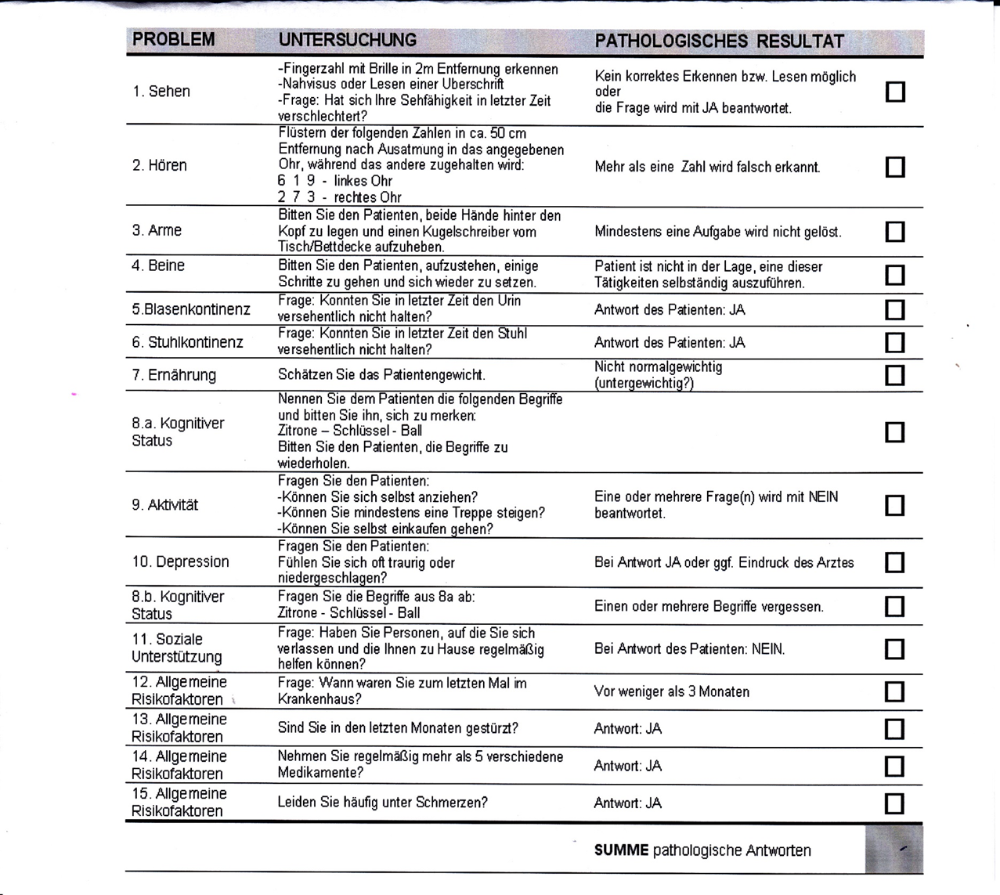 PROBLEM UNTERSUCHUNG PATHOLOGISCHES RESULTAT
1. Sehen
-Fingerzahl mit Brille in 2m Entfernung erkennen
-Nahvisus oder Lesen einer Uberschrift
-Frage: Hat sich Ihre Sehfähigkeit in letzter Zeit
verschlechtert?
Kein korrektes Erkennen bzw. Lesen möglich
oder
die Frage wird mit JA beantwortet.
2. Hören
Flüstern der folgenden Zahlen in ca. 50 cm
Entfernung nach Ausatmung in das angegebenen
Ohr, während das andere zugehalten wird:
6 1 9 - linkes Ohr
2 7 3 - rechtes Ohr
Mehr als eine Zahl wird falsch erkannt.
3. Arme
Bitten Sie den Patienten, beide Hände hinter den
Kopf zu legen und einen Kugelschreiber vom
Tisch/Bettdecke aufzuheben.
Mindestens eine Aufgabe wird nicht gelöst.
4. Beine
Bitten Sie den Patienten, aufzustehen, einige
Schritte zu gehen und sich wieder zu setzen.
Patient ist nicht in der Lage, eine dieser
Tätigkeiten selbständig auszuführen.
5.Blasenkontinenz
Frage: Konnten Sie in letzter Zeit den Urin
versehentlich nicht halten?
Antwort des Patienten: JA
6. Stuhlkontinenz
Frage: Konnten Sie in letzter Zeit den Stuhl
versehentlich nicht halten?
Antwort des Patienten: JA
7. Ernährung
Schätzen Sie das Patientengewicht.
Nicht normalgewichtig
(untergewichtig?)
8.a. Kognitiver
Status
Nennen Sie dem Patienten die folgenden Begriffe
und bitten Sie ihn, sich zu merken:
Zitrone – Schlüssel - Ball
Bitten Sie den Patienten, die Begriffe zu
wiederholen.
9. Aktivität
Fragen Sie den Patienten:
-Können Sie sich selbst anziehen?
-Können Sie mindestens eine Treppe steigen?
-Können Sie selbst einkaufen gehen?
Eine oder mehrere Frage(n) wird mit NEIN
beantwortet.
10. Depression
Fragen Sie den Patienten:
Fühlen Sie sich oft traurig oder
niedergeschlagen?
Bei Antwort JA oder ggf. Eindruck des Arztes
8.b. Kognitiver
Status
Fragen Sie die Begriffe aus 8a ab:
Zitrone - Schlüssel - Ball
Einen oder mehrere Begriffe vergessen.
11. Soziale
Unterstützung
Frage: Haben Sie Personen, auf die Sie sich
verlassen und die Ihnen zu Hause regelmäßig
helfen können?
Bei Antwort des Patienten: NEIN.
12. Allgemeine
Risikofaktoren
Frage: Wann waren Sie zum letzten Mal im
Krankenhaus?
Vor weniger als 3 Monaten
13. Allgemeine
Risikofaktoren
Sind Sie in den letzten Monaten gestürzt?
Antwort: JA
14. Allgemeine
Risikofaktoren
Nehmen Sie regelmäßig mehr als 5 verschiedene
Medikamente?
Antwort: JA
15. Allgemeine
Risikofaktoren
Leiden Sie häufig unter Schmerzen?
Antwort: JA
SUMME pathologische Antworten